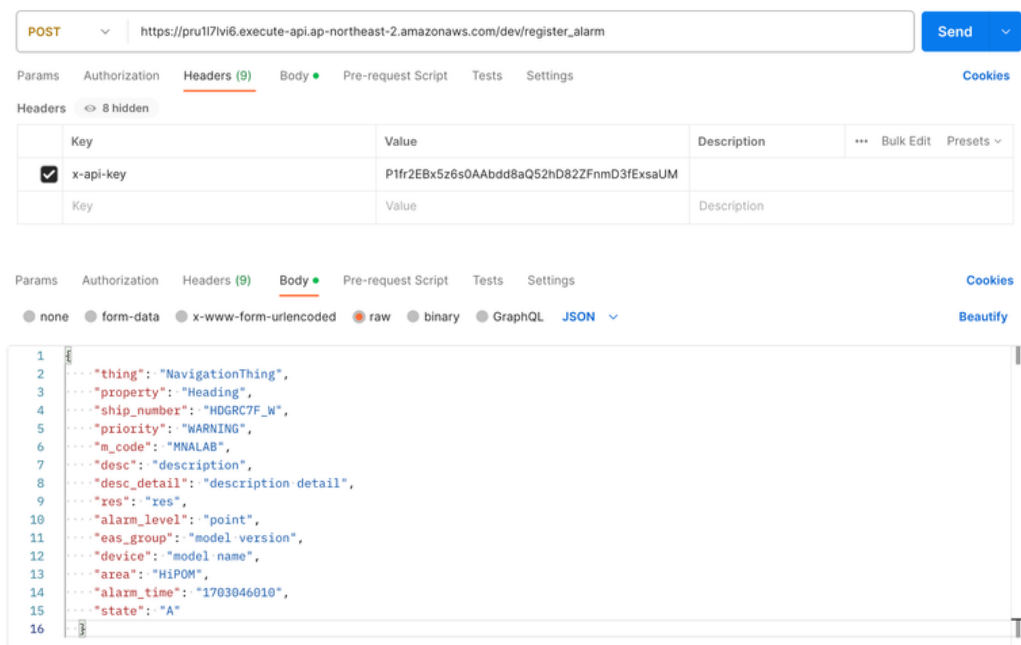 POST https://pru1l7lvi6.execute-api.ap-northeast-2.amazonaws.com/dev/register_alarm Send
Params Authorization Headers (9) Body Pre-request Script Tests Settings Cookies
Headers 8 hidden
Key Value Description ••• Bulk Edit Presets
x-api-key P1fr2EBx5z6s0AAbdd8aQ52hD82ZFnmD3fExsaUM
Key Value Description
Params Authorization Headers (9) Body Pre-request Script Tests Settings Cookies
none form-data x-www-form-urlencoded raw binary GraphQL JSON Beautify
1 {
2 "thing": "NavigationThing",
3 "property": "Heading",
4 "ship_number": "HDGRC7F_W",
5 "priority": "WARNING",
6 "m_code": "MNALAB",
7 "desc": "description",
8 "desc_detail": "description detail",
9 "res": "res",
10 "alarm_level": "point",
11 "eas_group": "model version",
12 "device": "model name",
13 "area": "HiPOM",
14 "alarm_time": "1703046010",
15 "state": "A"
16 }